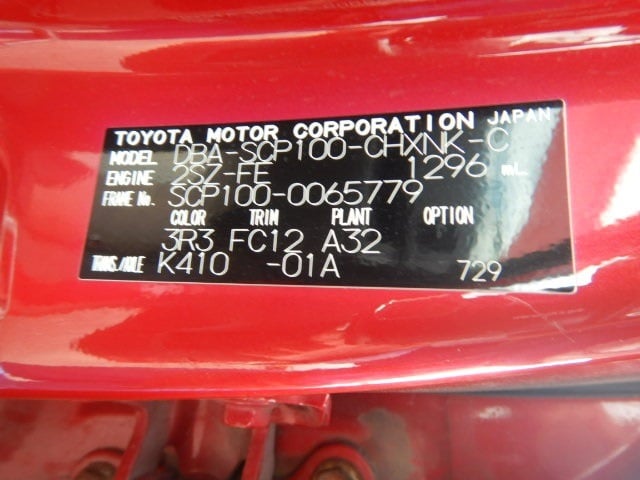 TOYOTA MOTOR CORPORATION JAPAN
MODEL DBA-SCP100-CHXNK-C
ENGINE 2SZ-FE 1296 mL
FRAME No. SCP100-0065779
COLOR TRIM PLANT OPTION
3R3 FC12 A32
TRANS./AXLE K410 -01A 729